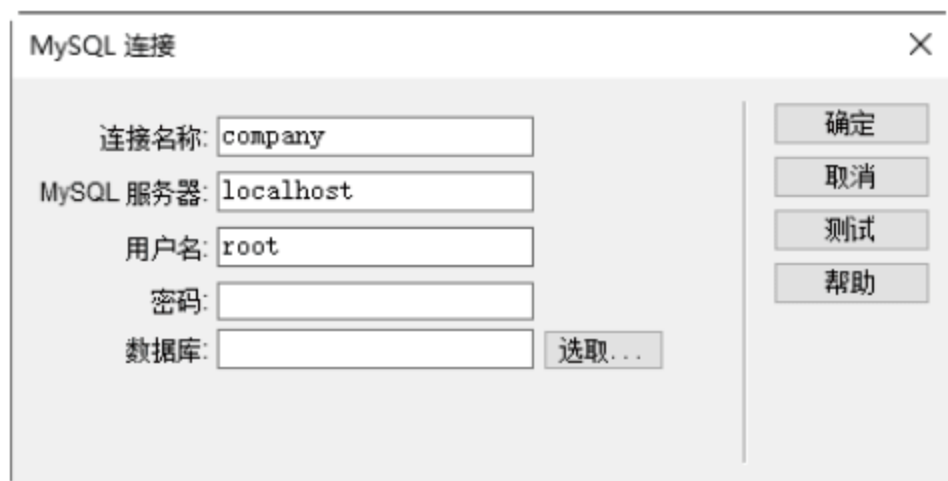 MySQL 连接
连接名称: company
MySQL 服务器: localhost
用户名: root
密码:
数据库: 选取...
确定
取消
测试
帮助